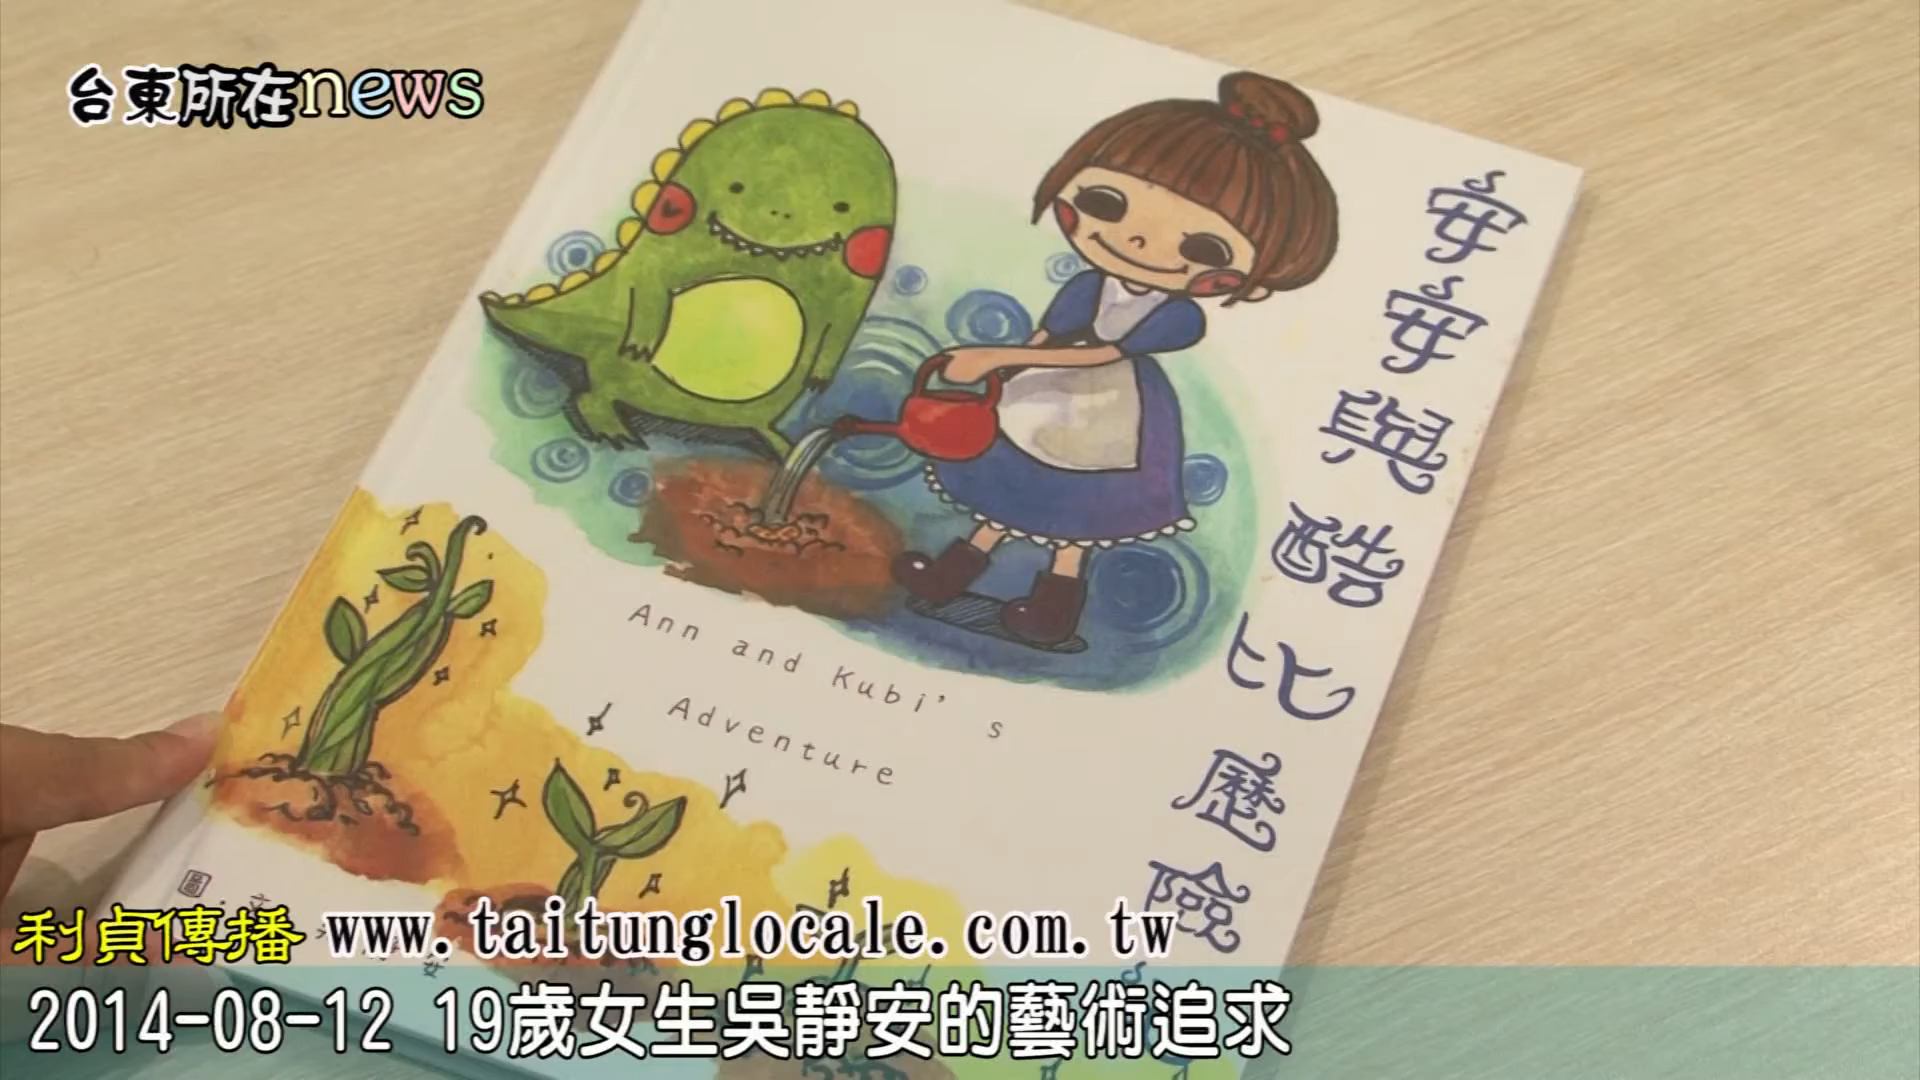 台東所在news
安安與酷比歷險
Ann and Kubi's
Adventure
圖
利貞傳播 www.taitunglocale.com.tw
2014-08-12 19歲女生吳靜安的藝術追求